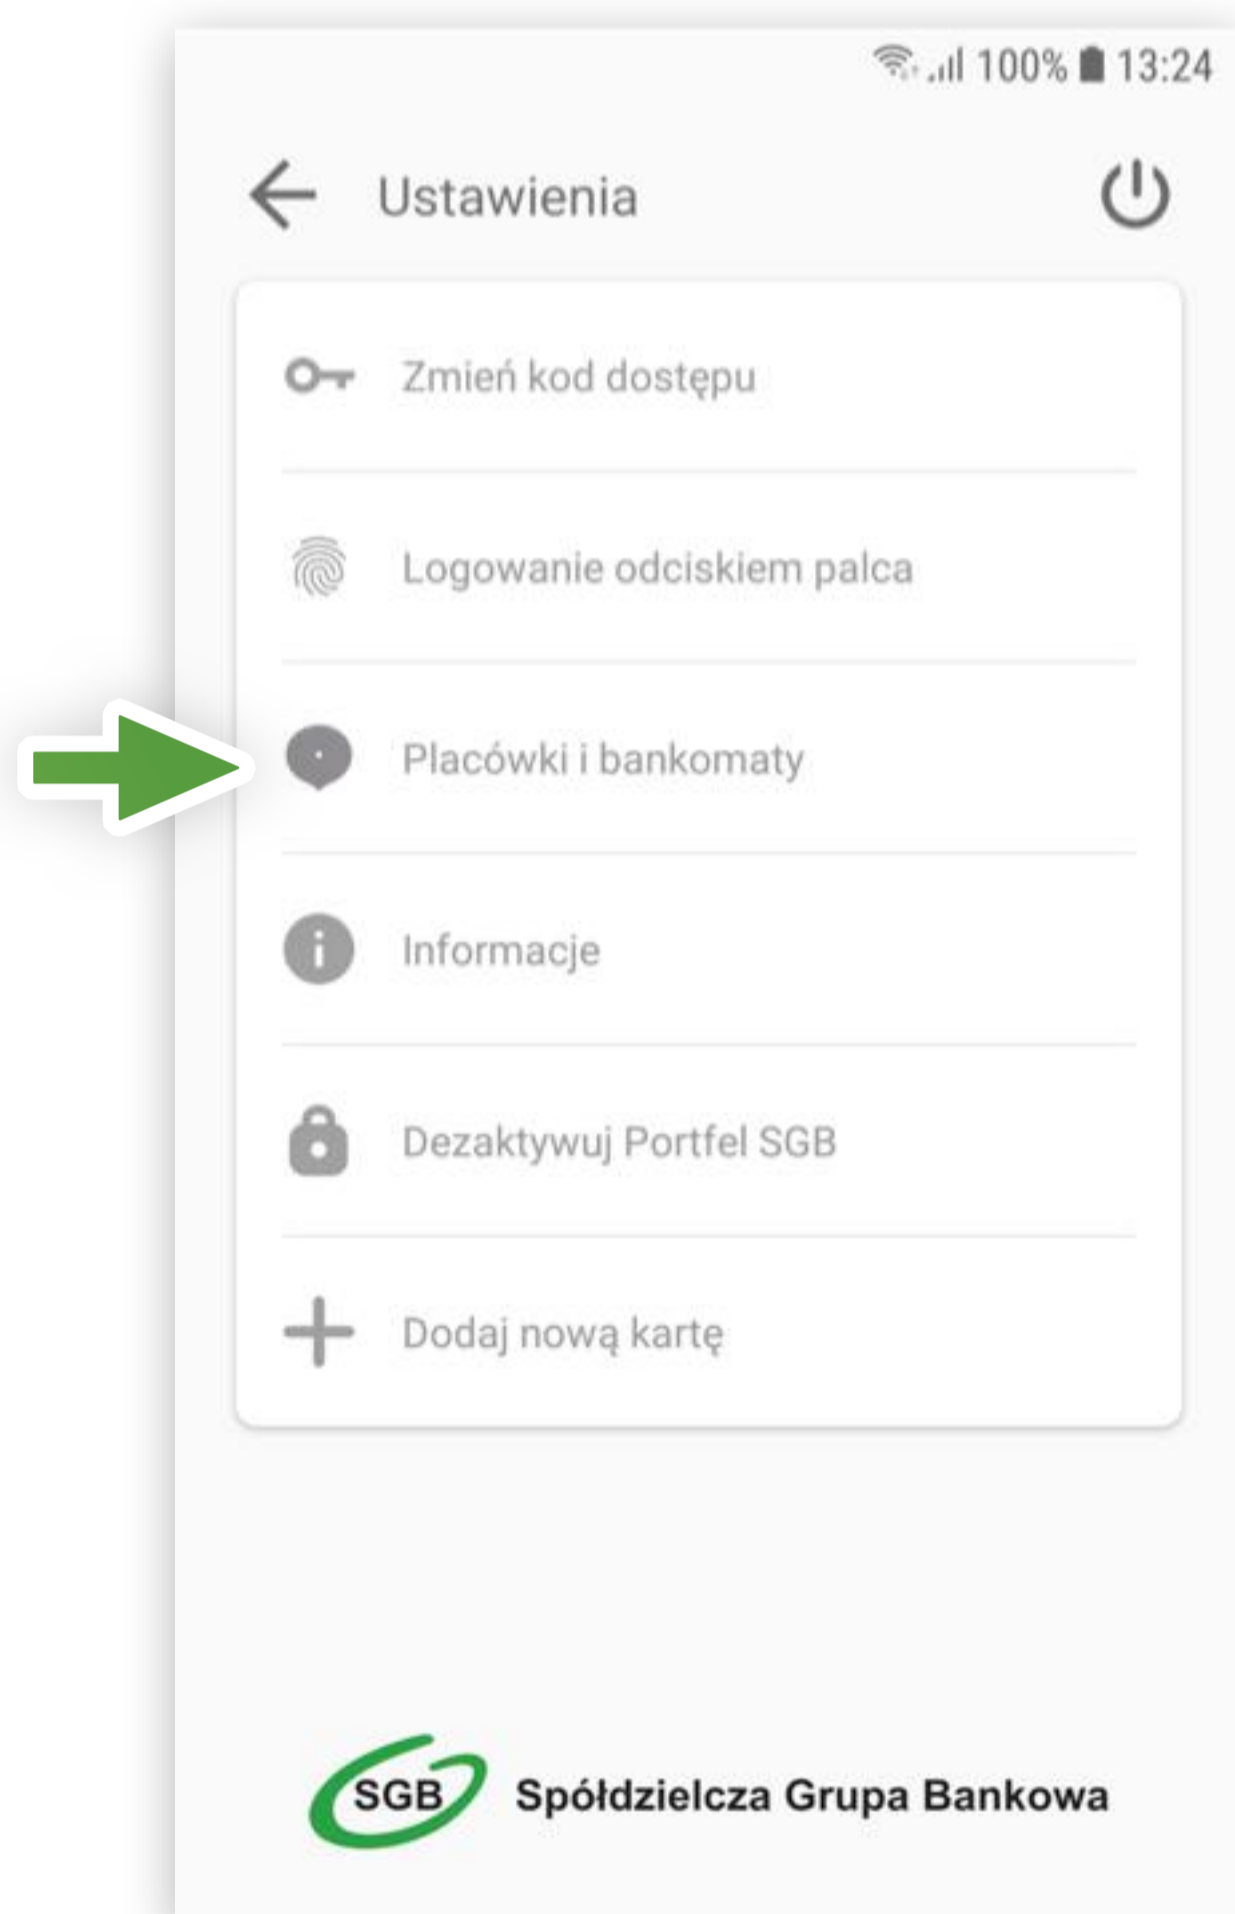 100% 13:24
Ustawienia
Zmień kod dostępu
Logowanie odciskiem palca
Placówki i bankomaty
Informacje
Dezaktywuj Portfel SGB
Dodaj nową kartę
SGB Spółdzielcza Grupa Bankowa